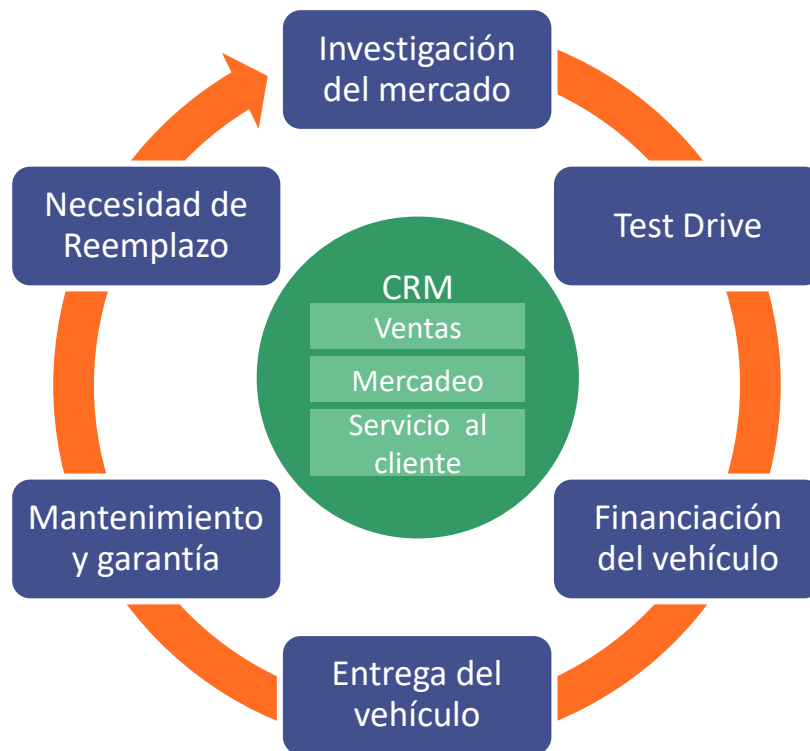 Investigación
del mercado
Test Drive
Financiación
del vehículo
Entrega del
vehículo
Mantenimiento
y garantía
Necesidad de
Reemplazo
CRM
Ventas
Mercadeo
Servicio al
cliente